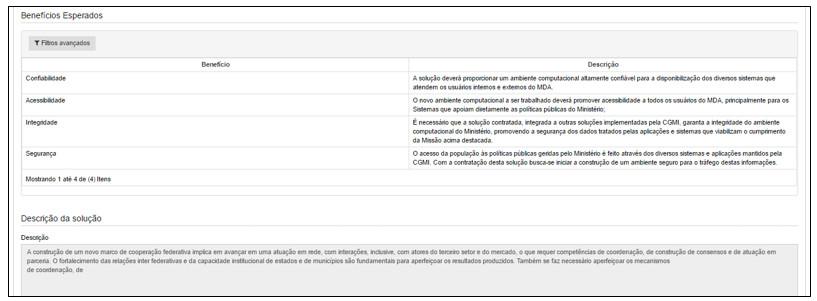 Benefícios Esperados
Filtros avançados
Benefício Descrição
Confiabilidade A solução deverá proporcionar um ambiente computacional altamente confiável para a disponibilização dos diversos sistemas que
atendem os usuários internos e externos do MDA.
Acessibilidade O novo ambiente computacional a ser trabalhado deverá promover acessibilidade a todos os usuários do MDA, principalmente para os
Sistemas que apoiam diretamente as políticas públicas do Ministério;
Integridade É necessário que a solução contratada, integrada a outras soluções implementadas pela CGMI, garanta a integridade do ambiente
computacional do Ministério, promovendo a segurança dos dados tratados pelas aplicações e sistemas que viabilizam o cumprimento
da Missão acima destacada.
Segurança O acesso da população às políticas públicas geridas pelo Ministério é feito através dos diversos sistemas e aplicações mantidos pela
CGMI. Com a contratação desta solução busca-se iniciar a construção de um ambiente seguro para o tráfego destas informações.
Mostrando 1 até 4 de (4) Itens
Descrição da solução
Descrição
A construção de um novo marco de cooperação federativa implica em avançar em uma atuação em rede, com interações, inclusive, com atores do terceiro setor e do mercado, o que requer competências de coordenação, de construção de consensos e de atuação em
parceria. O fortalecimento das relações inter federativas e da capacidade institucional de estados e de municípios são fundamentais para aperfeiçoar os resultados produzidos. Também se faz necessário aperfeiçoar os mecanismos
de coordenação, de